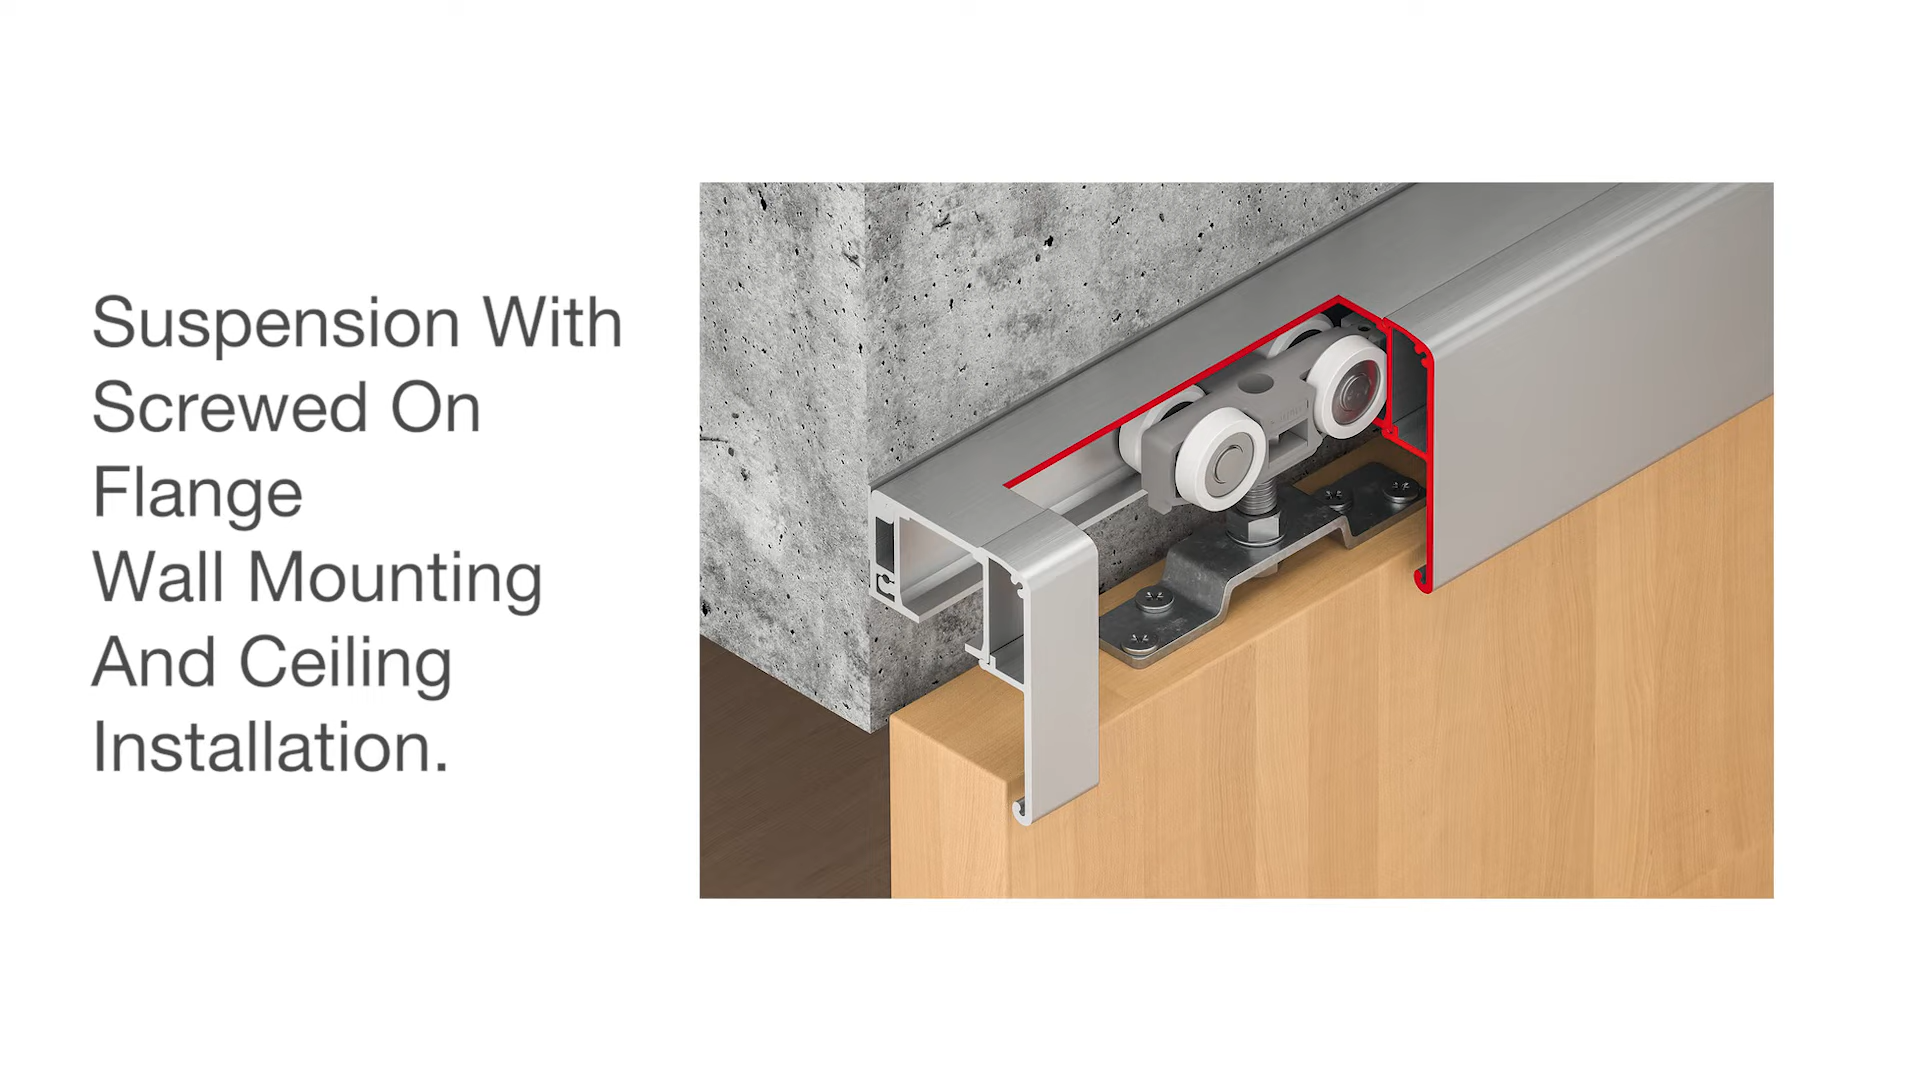 Suspension With
Screwed On
Flange
Wall Mounting
And Ceiling
Installation.